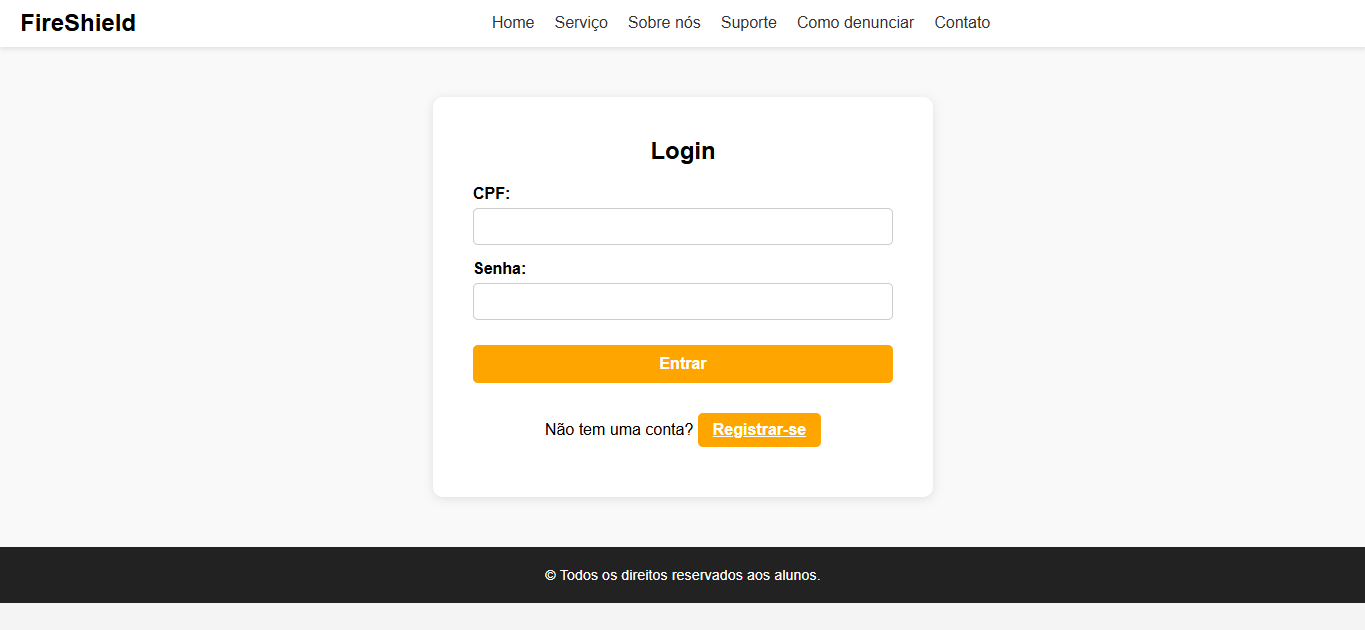 FireShield
Home Serviço Sobre nós Suporte Como denunciar Contato
Login
CPF:
Senha:
Entrar
Não tem uma conta? Registrar-se
© Todos os direitos reservados aos alunos.